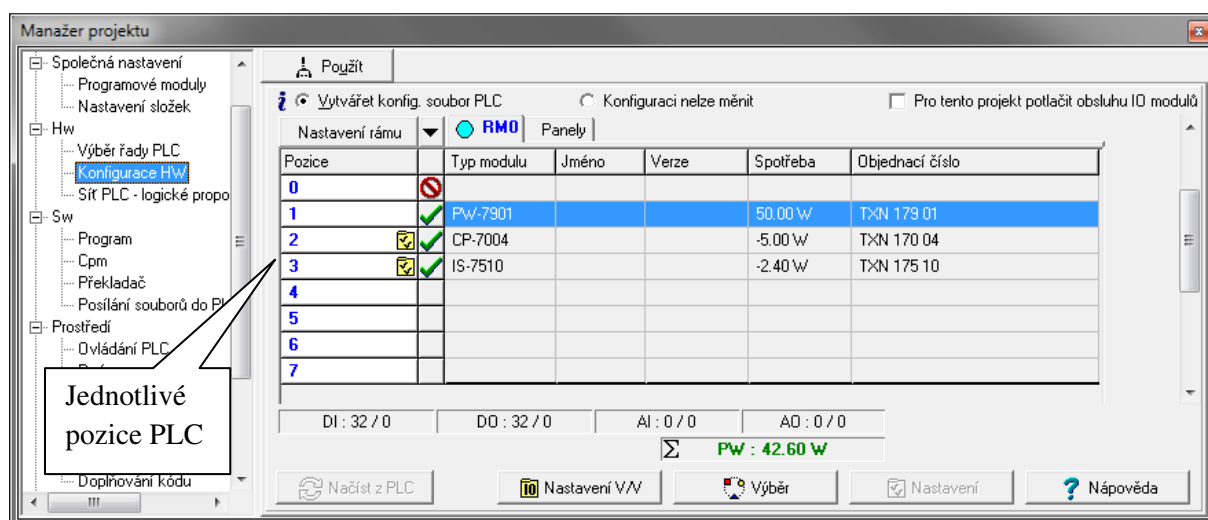 Manažer projektu
Společná nastavení
Programové moduly
Nastavení složek
Hw
Výběr řady PLC
Konfigurace HW
Síť PLC - logické propo
Sw
Program
Cpm
Překladač
Posílání souborů do
Prostředí
Ovládání PLC
Doplňování kódu
Jednotlivé
pozice PLC
Použít
Vytvářet konfig. soubor PLC Konfiguraci nelze měnit Pro tento projekt potlačit obsluhu IO modulů
Nastavení rámu RM0 Panely
Pozice Typ modulu Jméno Verze Spotřeba Objednací číslo
0
1 PW-7901 50.00 W TXN 179 01
2 CP-7004 -5.00 W TXN 170 04
3 IS-7510 -2.40 W TXN 175 10
4
5
6
7
DI : 32 / 0 DO : 32 / 0 AI : 0 / 0 AO : 0 / 0
Σ PW : 42.60 W
Načíst z PLC IO Nastavení V/V Výběr Nastavení ? Nápověda